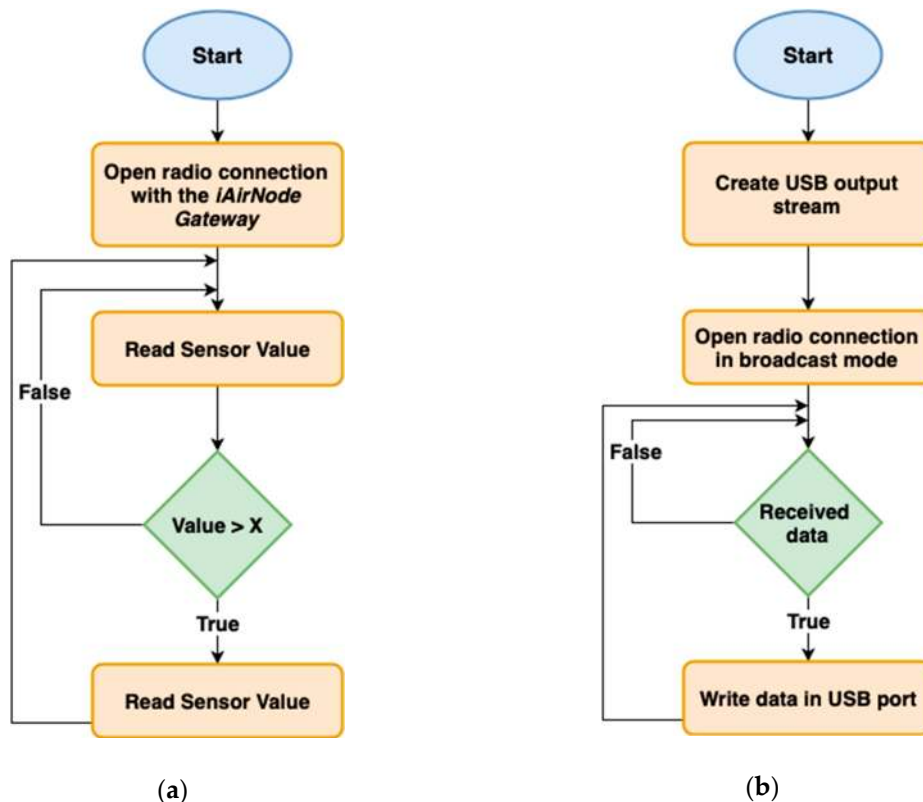 Start
Open radio connection
with the iAirNode
Gateway
Read Sensor Value
False
Value > X
True
Read Sensor Value
(a)
Start
Create USB output
stream
Open radio connection
in broadcast mode
False
Received
data
True
Write data in USB port
(b)